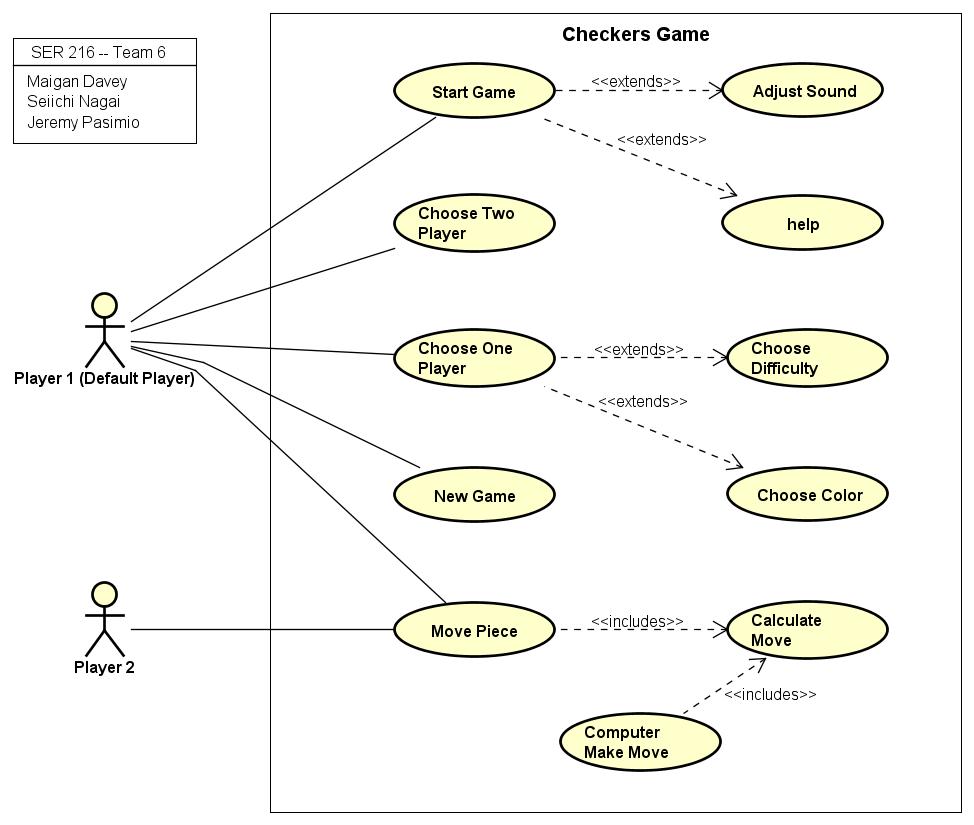 Checkers Game
SER 216 -- Team 6
Maigan Davey
Seiichi Nagai
Jeremy Pasimio
Start Game
<<extends>>
Adjust Sound
<<extends>>
help
Choose Two
Player
Player 1 (Default Player)
Choose One
Player
<<extends>>
Choose
Difficulty
<<extends>>
Choose Color
New Game
Player 2
Move Piece
<<includes>>
Calculate
Move
<<includes>>
Computer
Make Move